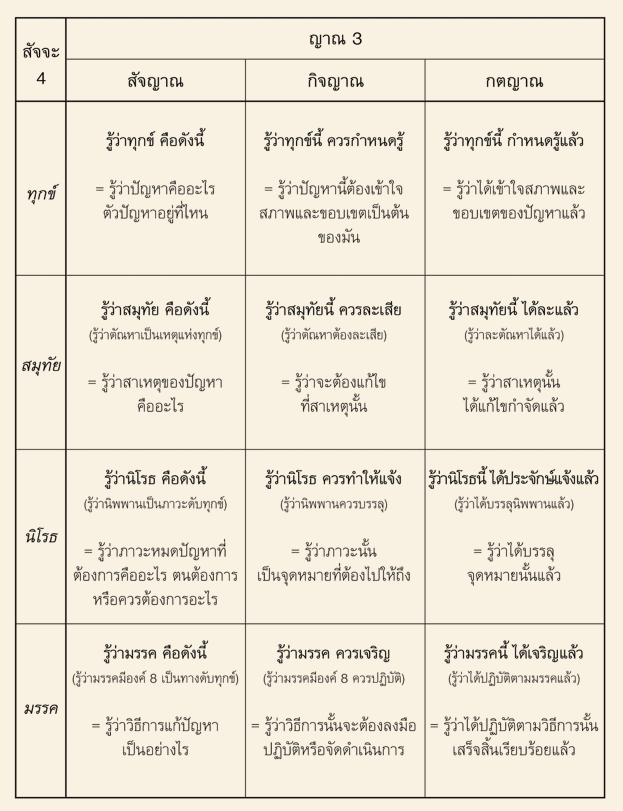 สัจจะ
4
ญาณ 3
สัจญาณ
กิจญาณ
กตญาณ
ทุกข์
รู้ว่าทุกข์ คือดังนี้
= รู้ว่าปัญหาคืออะไร
ตัวปัญหาอยู่ที่ไหน
รู้ว่าทุกข์นี้ ควรกำหนดรู้
= รู้ว่าปัญหานี้ต้องเข้าใจ
สภาพและขอบเขตเป็นต้น
ของมัน
รู้ว่าทุกข์นี้ กำหนดรู้แล้ว
= รู้ว่าได้เข้าใจสภาพและ
ขอบเขตของปัญหาแล้ว
สมุทัย
รู้ว่าสมุทัย คือดังนี้
(รู้ว่าตัณหาเป็นเหตุแห่งทุกข์)
= รู้ว่าสาเหตุของปัญหา
คืออะไร
รู้ว่าสมุทัยนี้ ควรละเสีย
(รู้ว่าตัณหาต้องละเสีย)
= รู้ว่าจะต้องแก้ไข
ที่สาเหตุนั้น
รู้ว่าสมุทัยนี้ ได้ละแล้ว
(รู้ว่าละตัณหาได้แล้ว)
= รู้ว่าสาเหตุนั้น
ได้แก้ไขกำจัดแล้ว
นิโรธ
รู้ว่านิโรธ คือดังนี้
(รู้ว่านิพพานเป็นภาวะดับทุกข์)
= รู้ว่าภาวะหมดปัญหาที่
ต้องการคืออะไร ตนต้องการ
หรือควรต้องการอะไร
รู้ว่านิโรธ ควรทำให้แจ้ง
(รู้ว่านิพพานควรบรรลุ)
= รู้ว่าภาวะนั้น
เป็นจุดหมายที่ต้องไปให้ถึง
รู้ว่านิโรธนี้ ได้ประจักษ์แจ้งแล้ว
(รู้ว่าได้บรรลุนิพพานแล้ว)
= รู้ว่าได้บรรลุ
จุดหมายนั้นแล้ว
มรรค
รู้ว่ามรรค คือดังนี้
(รู้ว่ามรรคมีองค์ 8 เป็นทางดับทุกข์)
= รู้ว่าวิธีการแก้ปัญหา
เป็นอย่างไร
รู้ว่ามรรค ควรเจริญ
(รู้ว่ามรรคมีองค์ 8 ควรปฏิบัติ)
= รู้ว่าวิธีการนั้นจะต้องลงมือ
ปฏิบัติหรือจัดดำเนินการ
รู้ว่ามรรคนี้ ได้เจริญแล้ว
(รู้ว่าได้ปฏิบัติตามมรรคแล้ว)
= รู้ว่าได้ปฏิบัติตามวิธีการนั้น
เสร็จสิ้นเรียบร้อยแล้ว